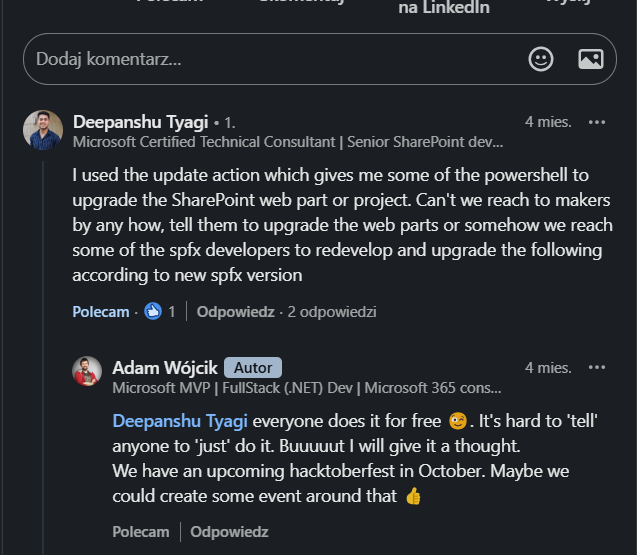 na LinkedIn
Dodaj komentarz...
Deepanshu Tyagi • 1.
4 mies.
Microsoft Certified Technical Consultant | Senior SharePoint dev...
I used the update action which gives me some of the powershell to
upgrade the SharePoint web part or project. Can't we reach to makers
by any how, tell them to upgrade the web parts or somehow we reach
some of the spfx developers to redevelop and upgrade the following
according to new spfx version
Polecam · 1 | Odpowiedz · 2 odpowiedzi
Adam Wójcik Autor
4 mies.
Microsoft MVP | FullStack (.NET) Dev | Microsoft 365 cons...
Deepanshu Tyagi everyone does it for free 😉. It's hard to 'tell'
anyone to 'just' do it. Buuuuut I will give it a thought.
We have an upcoming hacktoberfest in October. Maybe we
could create some event around that 👍
Polecam | Odpowiedz